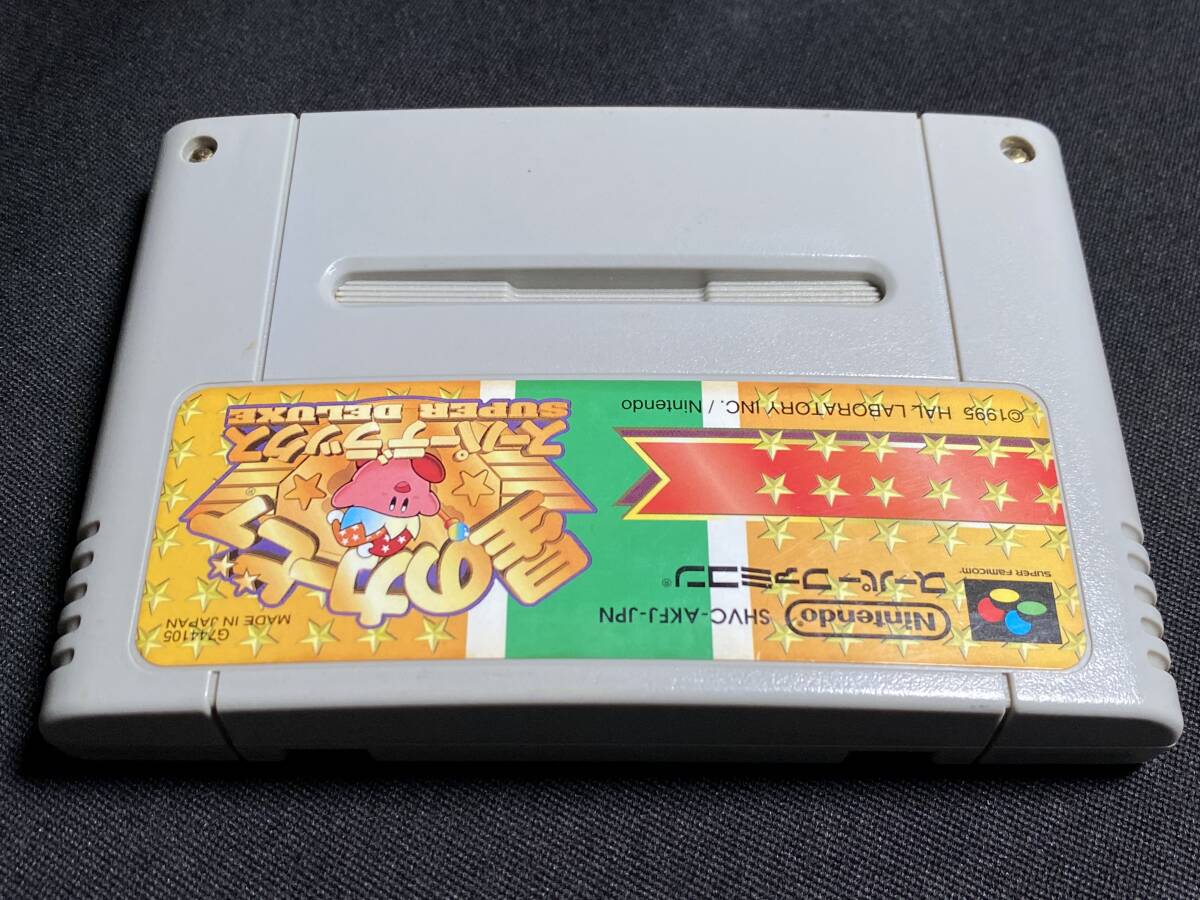 SUPER FAMICOM™
Nintendo®
SHVC-AKFJ-JPN
スーパーファミコン®
©1995 HAL LABORATORY INC. / Nintendo
G744105
MADE IN JAPAN
星のカービィ®
スーパーデラックス
SUPER DELUXE